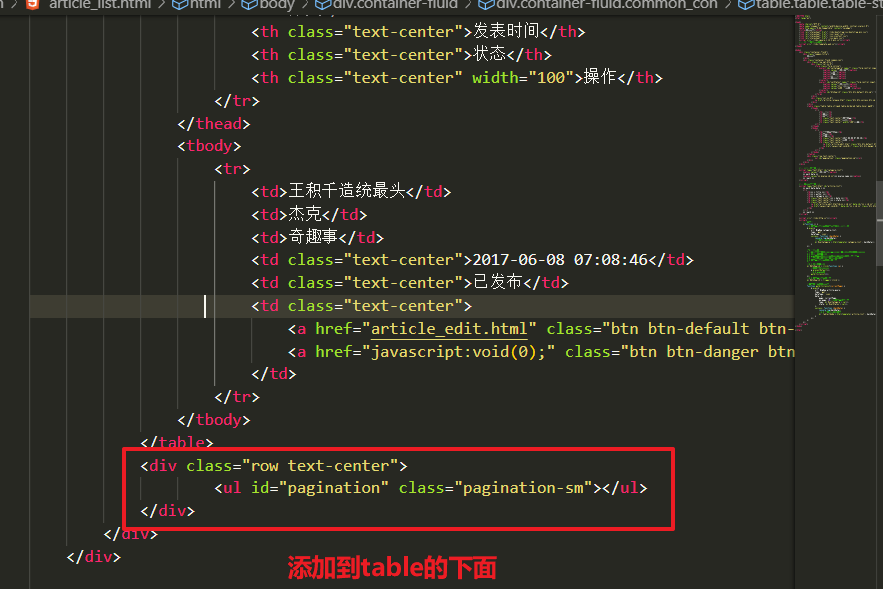 article_list.html > html > body > div.container-fluid > div.container-fluid.common_con > table.table.table-st
<th class="text-center">发表时间</th>
<th class="text-center">状态</th>
<th class="text-center" width="100">操作</th>
</tr>
</thead>
<tbody>
<tr>
<td>王积千造统最头</td>
<td>杰克</td>
<td>奇趣事</td>
<td class="text-center">2017-06-08 07:08:46</td>
<td class="text-center">已发布</td>
<td class="text-center">
<a href="article_edit.html" class="btn btn-default btn-
<a href="javascript:void(0);" class="btn btn-danger btn
</td>
</tr>
</tbody>
</table>
<div class="row text-center">
<ul id="pagination" class="pagination-sm"></ul>
</div>
</div>
</div>
添加到table的下面